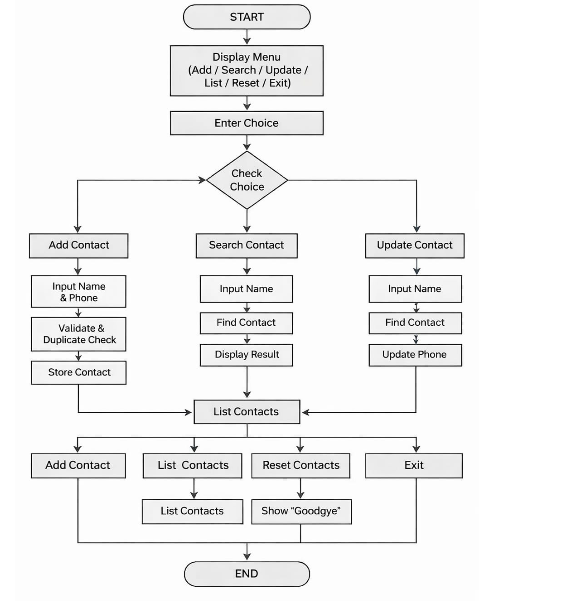 START
Display Menu
(Add / Search / Update /
List / Reset / Exit)
Enter Choice
Check
Choice
Add Contact
Search Contact
Update Contact
Input Name
& Phone
Input Name
Input Name
Validate &
Duplicate Check
Find Contact
Find Contact
Store Contact
Display Result
Update Phone
List Contacts
Add Contact
List Contacts
Reset Contacts
Exit
List Contacts
Show "Goodgye"
END